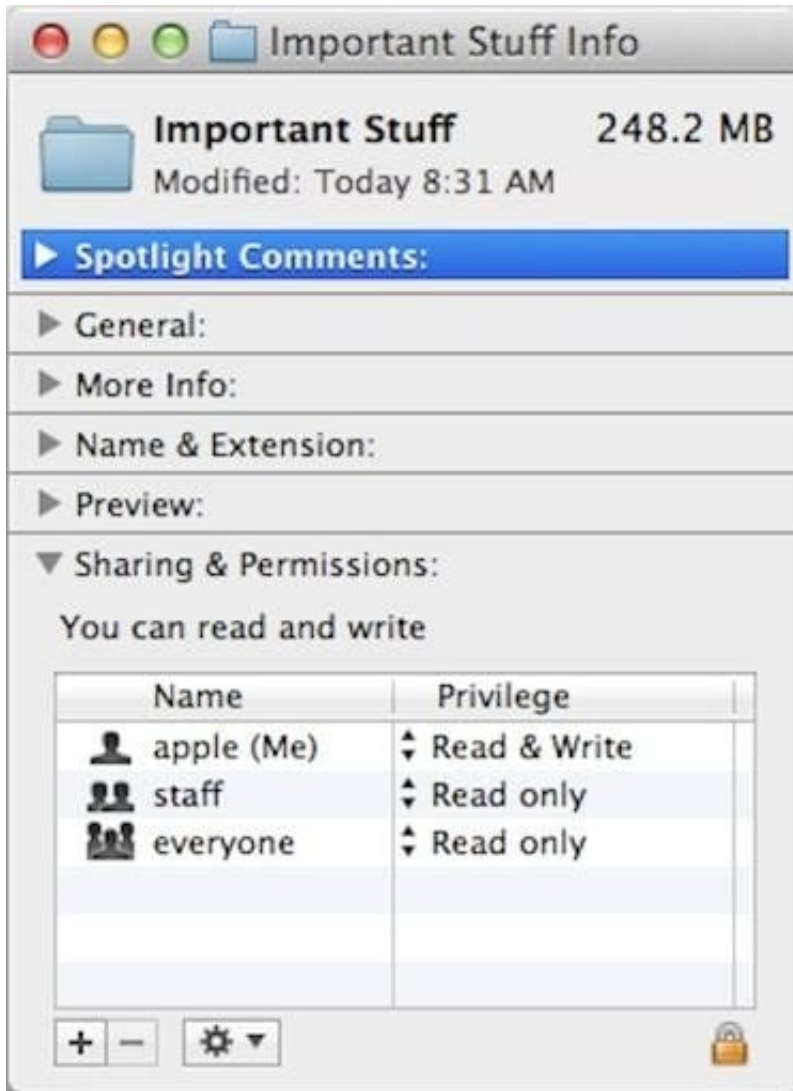 Important Stuff Info
Important Stuff 248.2 MB
Modified: Today 8:31 AM
Spotlight Comments:
General:
More Info:
Name & Extension:
Preview:
Sharing & Permissions:
You can read and write
Name Privilege
apple (Me) Read & Write
staff Read only
everyone Read only